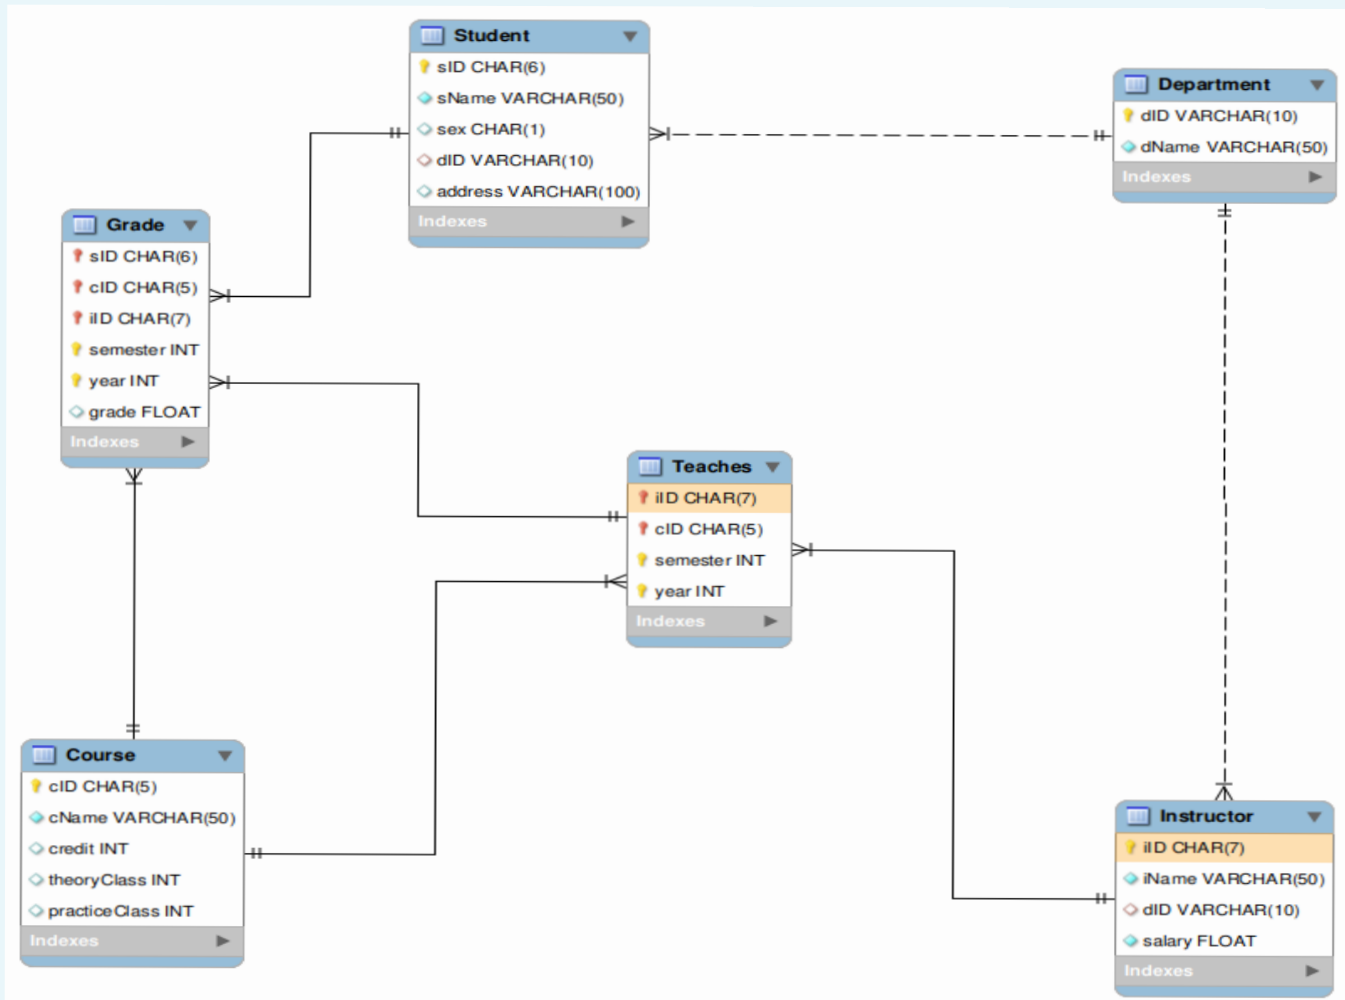 Student
sID CHAR(6)
sName VARCHAR(50)
sex CHAR(1)
dID VARCHAR(10)
address VARCHAR(100)
Indexes
Department
dID VARCHAR(10)
dName VARCHAR(50)
Indexes
Grade
sID CHAR(6)
cID CHAR(5)
iID CHAR(7)
semester INT
year INT
grade FLOAT
Indexes
Teaches
iID CHAR(7)
cID CHAR(5)
semester INT
year INT
Indexes
Course
cID CHAR(5)
cName VARCHAR(50)
credit INT
theoryClass INT
practiceClass INT
Indexes
Instructor
iID CHAR(7)
iName VARCHAR(50)
dID VARCHAR(10)
salary FLOAT
Indexes